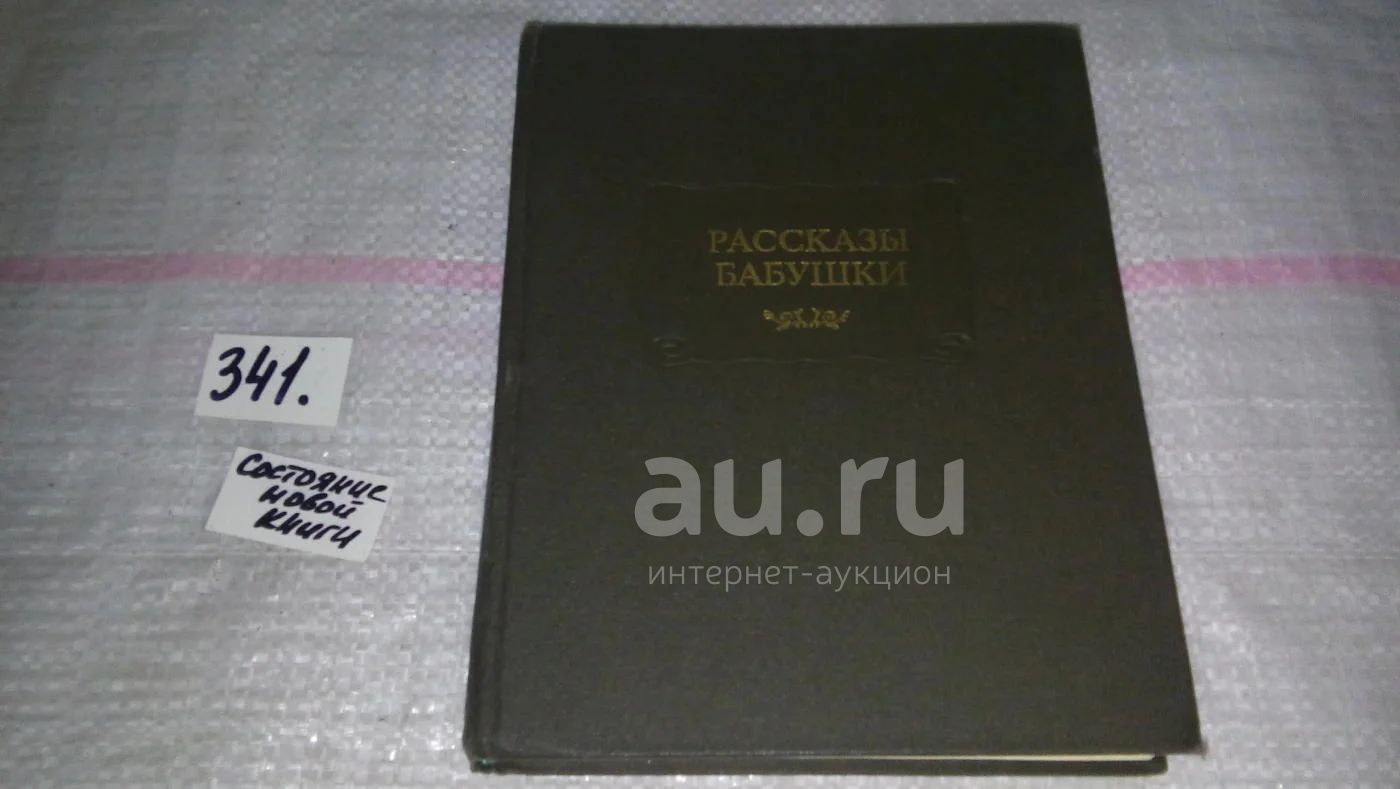 РАССКАЗЫ
БАБУШКИ
341.
Состояние
новой
книги
au.ru
интернет-аукцион